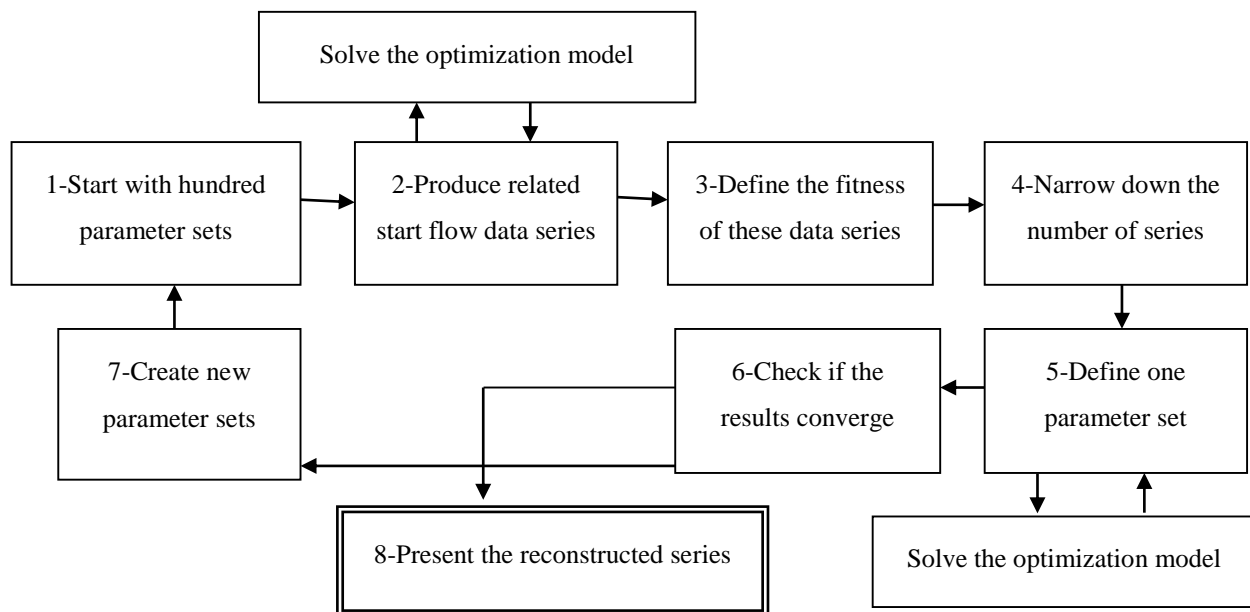 Solve the optimization model
1-Start with hundred
parameter sets
2-Produce related
start flow data series
3-Define the fitness
of these data series
4-Narrow down the
number of series
7-Create new
parameter sets
6-Check if the
results converge
5-Define one
parameter set
8-Present the reconstructed series
Solve the optimization model